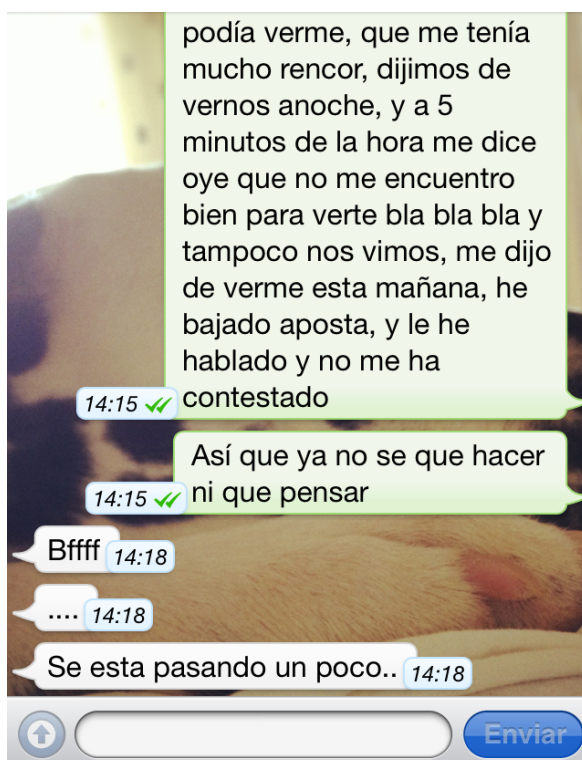 podía verme, que me tenía
mucho rencor, dijimos de
vernos anoche, y a 5
minutos de la hora me dice
oye que no me encuentro
bien para verte bla bla bla y
tampoco nos vimos, me dijo
de verme esta mañana, he
bajado aposta, y le he
hablado y no me ha
contestado
14:15
Así que ya no se que hacer
ni que pensar
14:15
Bffff 14:18
.... 14:18
Se esta pasando un poco.. 14:18
Enviar